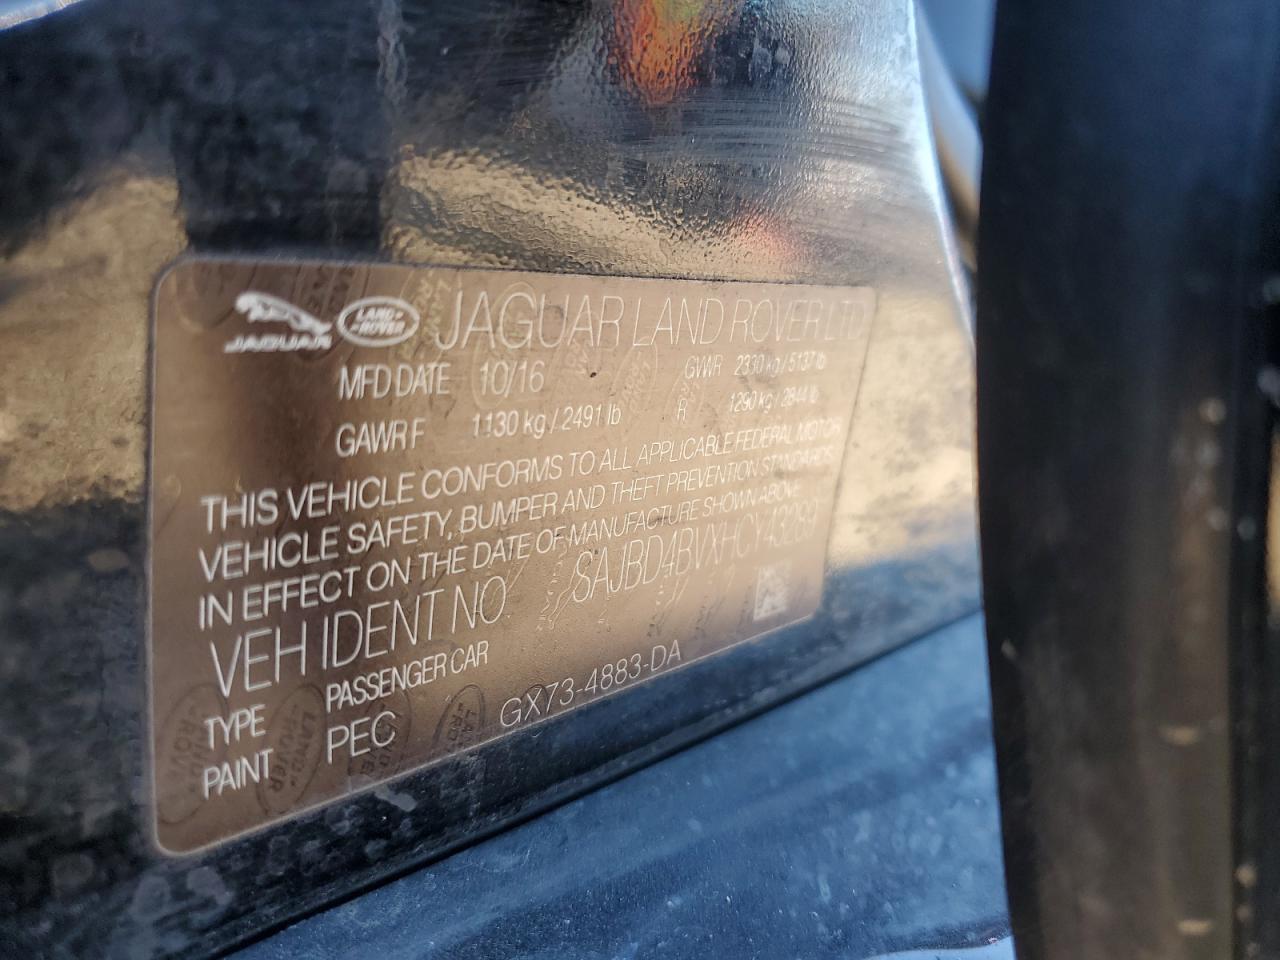 JAGUAR LAND ROVER JAGUAR LAND ROVER LTD
MFD DATE 10/16 GVWR 2330 kg / 5137 lb
GAWR F 1130 kg / 2491 lb R 1290 kg / 2844 lb
THIS VEHICLE CONFORMS TO ALL APPLICABLE FEDERAL MOTOR
VEHICLE SAFETY, BUMPER AND THEFT PREVENTION STANDARDS
IN EFFECT ON THE DATE OF MANUFACTURE SHOWN ABOVE
VEH IDENT NO
TYPE PASSENGER CAR
PAINT PEC GX73-4883-DA